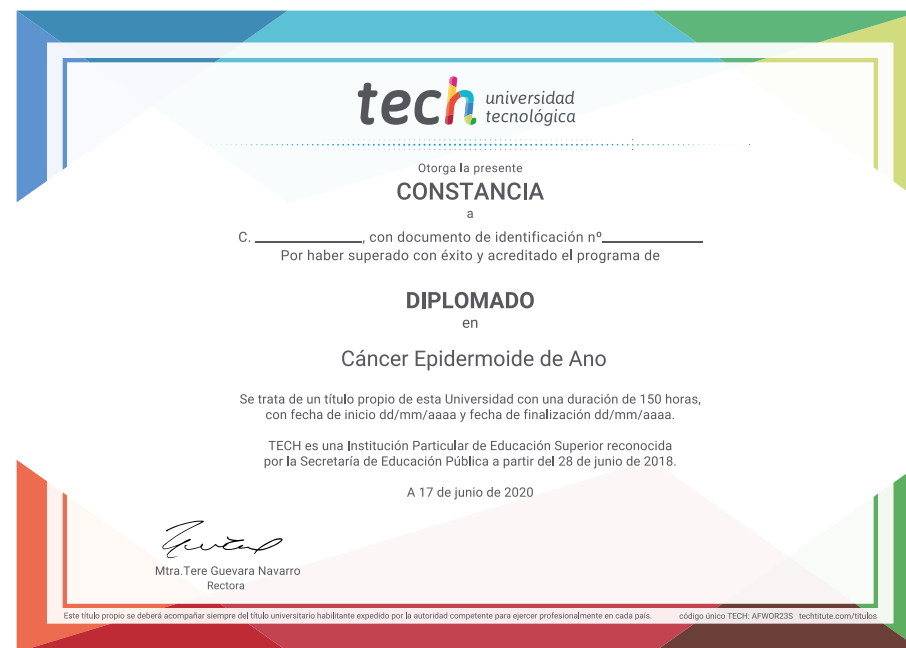 tech universidad
tecnológica
Otorga la presente
CONSTANCIA
a
C. ____________, con documento de identificación nº____________
Por haber superado con éxito y acreditado el programa de
DIPLOMADO
en
Cáncer Epidermoide de Ano
Se trata de un título propio de esta Universidad con una duración de 150 horas,
con fecha de inicio dd/mm/aaaa y fecha de finalización dd/mm/aaaa.
TECH es una Institución Particular de Educación Superior reconocida
por la Secretaría de Educación Pública a partir del 28 de junio de 2018.
A 17 de junio de 2020
Mtra.Tere Guevara Navarro
Rectora
Este título propio se deberá acompañar siempre del título universitario habilitante expedido por la autoridad competente para ejercer profesionalmente en cada país. código único TECH: AFWOR23S techtitute.com/títulos